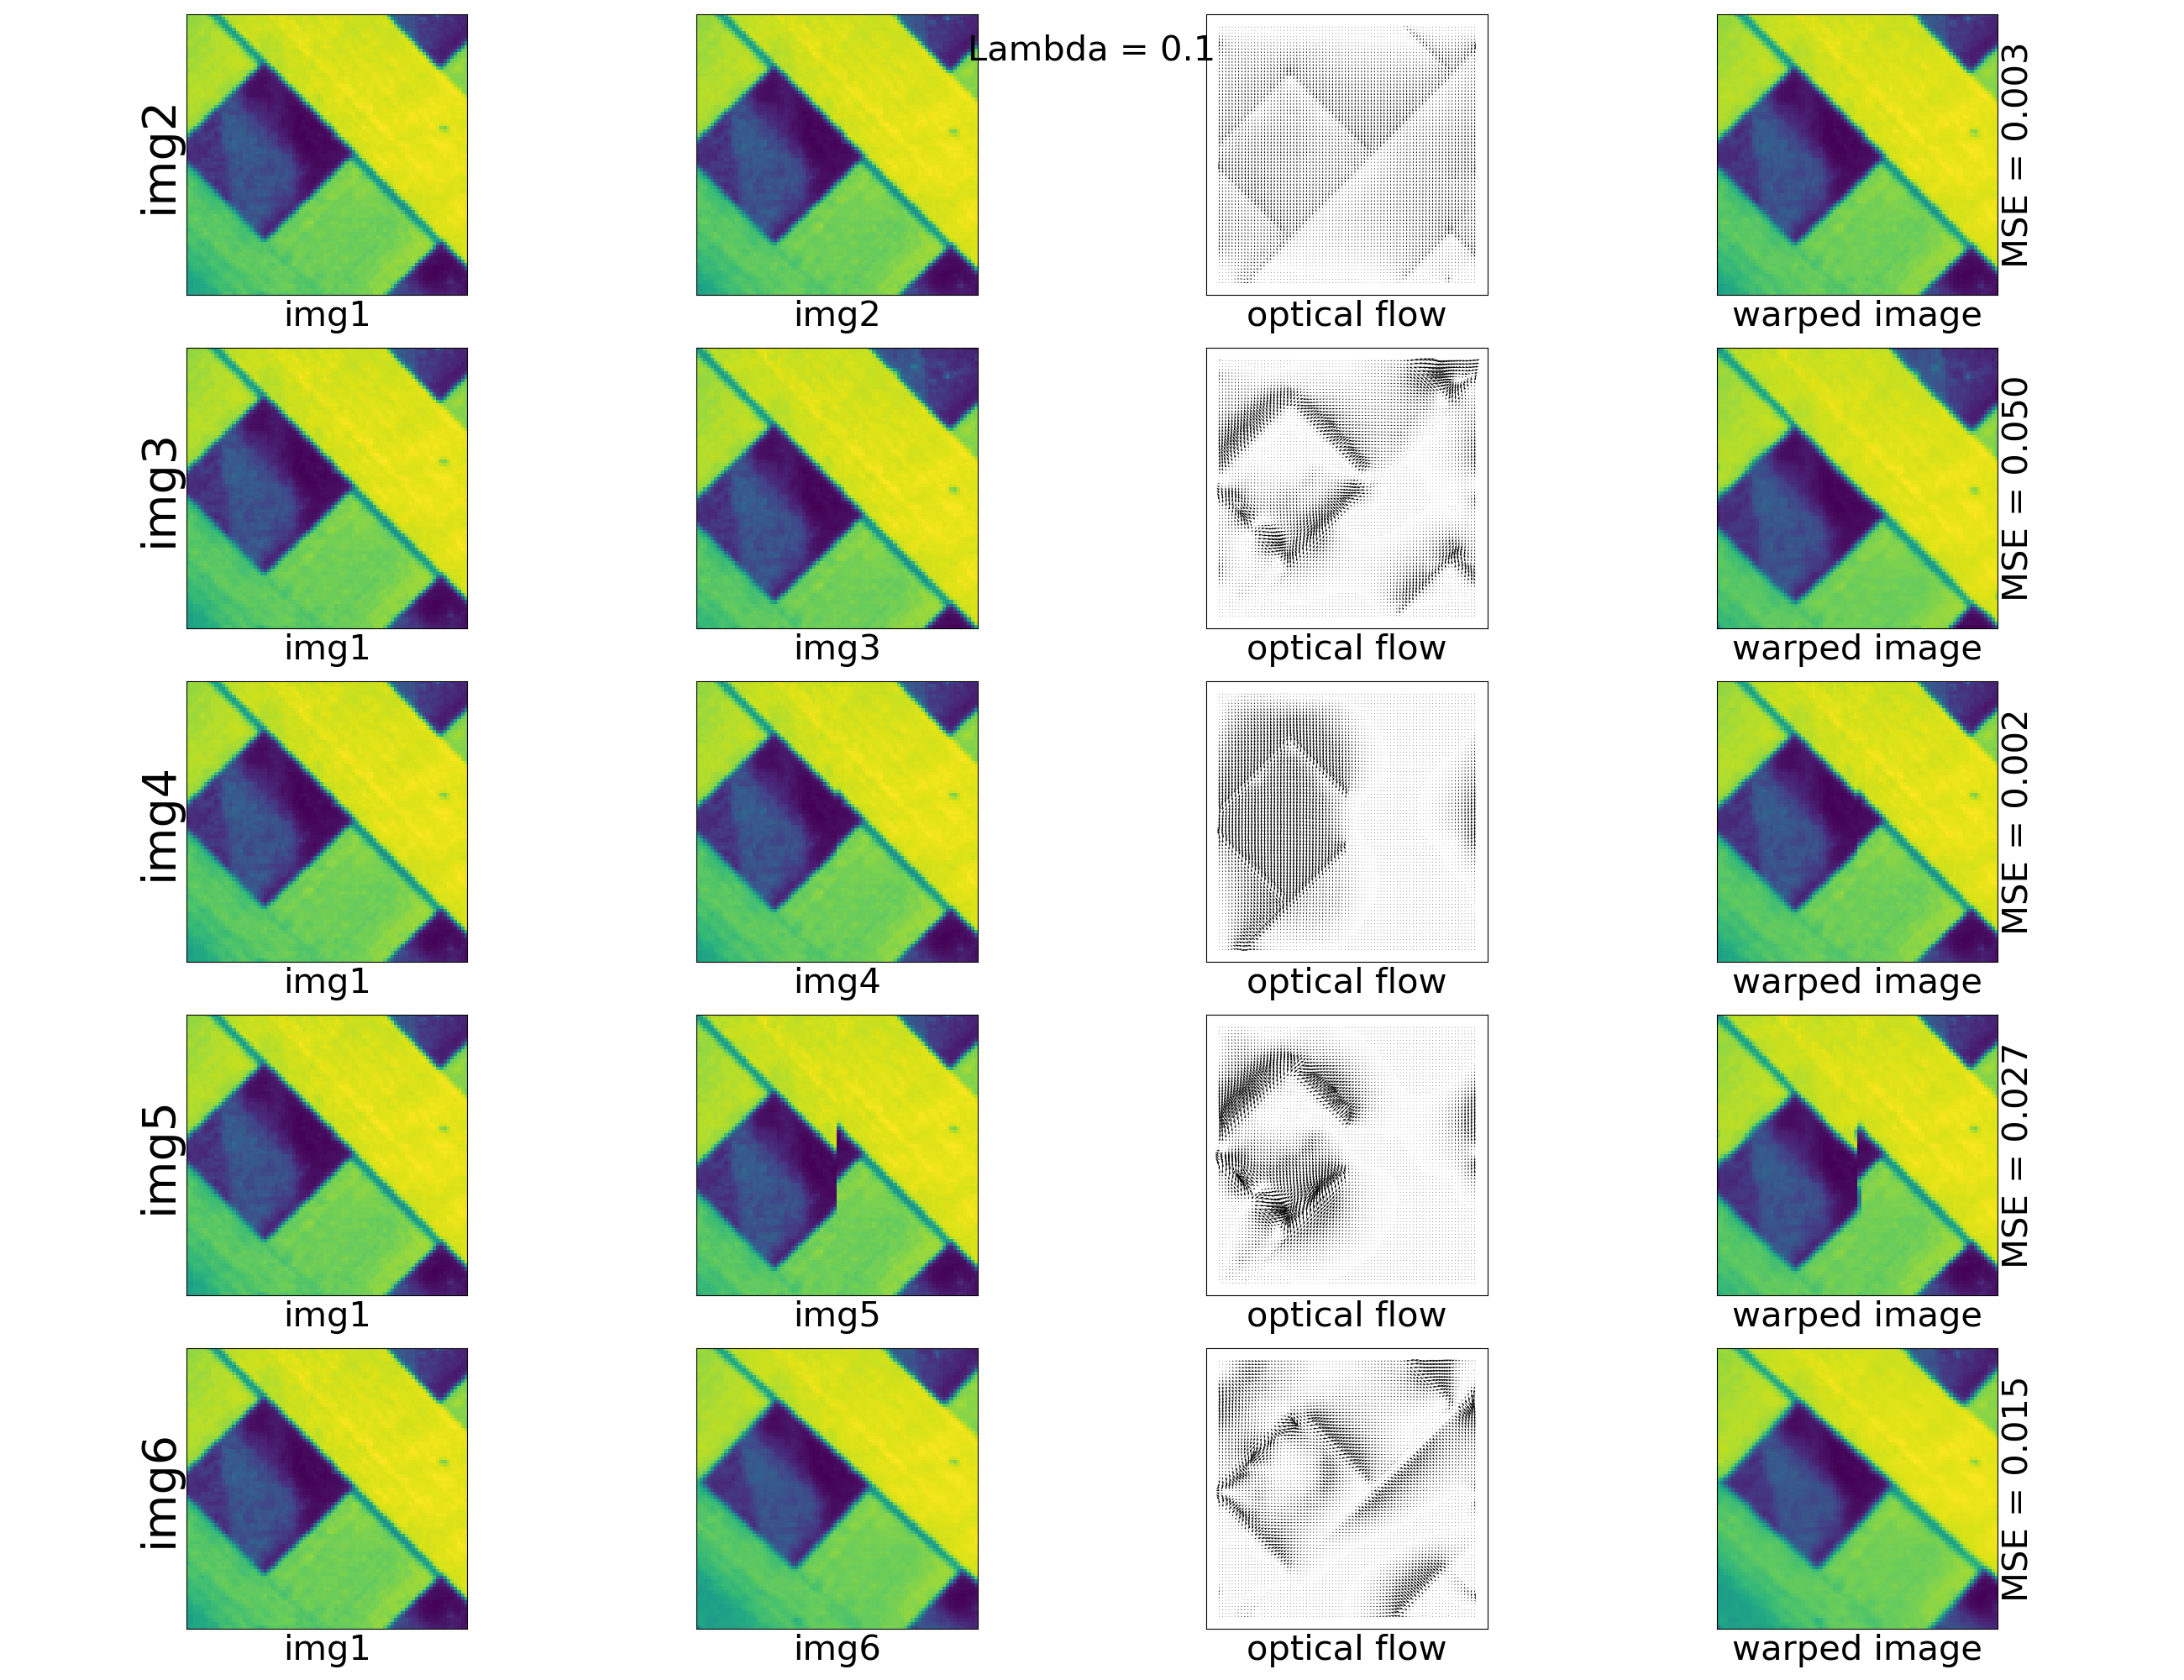 Lambda = 0.1
img2
img1
img2
optical flow
warped image
MSE = 0.003
img3
img1
img3
optical flow
warped image
MSE = 0.050
img4
img1
img4
optical flow
warped image
MSE = 0.002
img5
img1
img5
optical flow
warped image
MSE = 0.027
img6
img1
img6
optical flow
warped image
MSE = 0.015